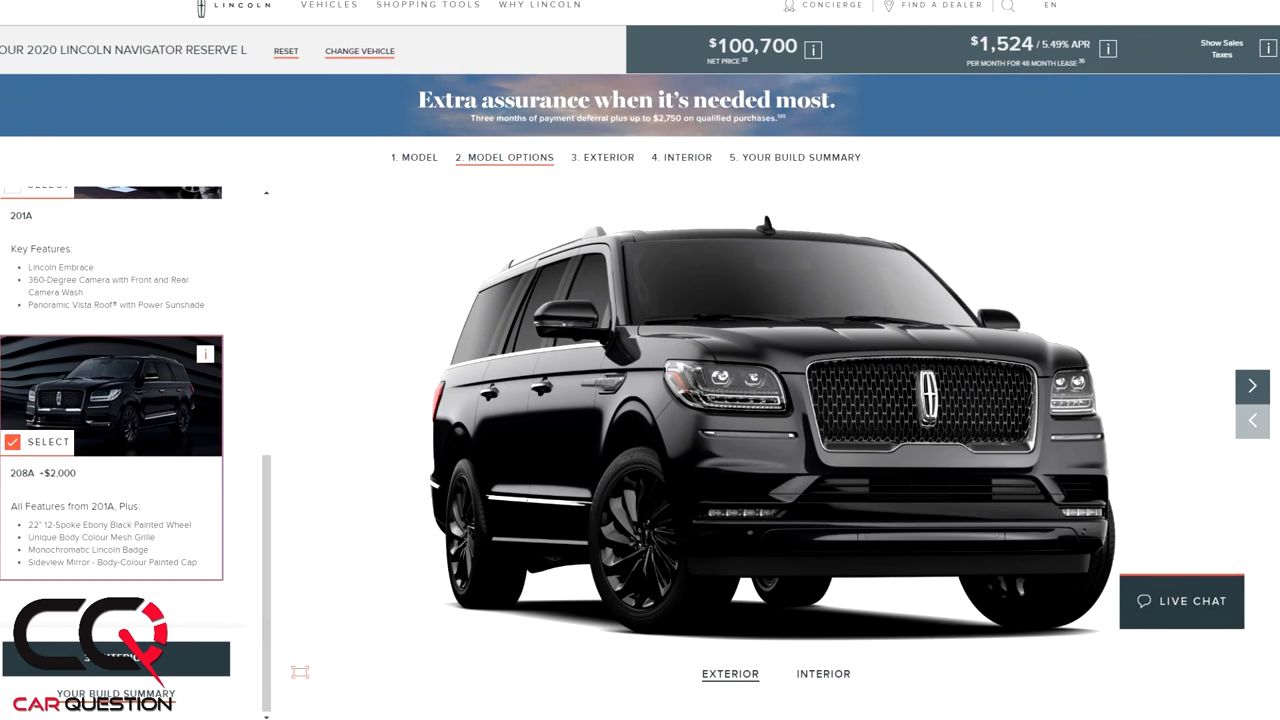 LINCOLN
VEHICLES SHOPPING TOOLS WHY LINCOLN
CONCIERGE FIND A DEALER EN
OUR 2020 LINCOLN NAVIGATOR RESERVE L RESET CHANGE VEHICLE
$100,700
NET PRICE
$1,524 / 5.49% APR
PER MONTH FOR 48 MONTH LEASE
Show Sales
Taxes
Extra assurance when it's needed most.
Three months of payment deferral plus up to $2,750 on qualified purchases.120
1. MODEL 2. MODEL OPTIONS 3. EXTERIOR 4. INTERIOR 5. YOUR BUILD SUMMARY
SELECT
201A
Key Features:
• Lincoln Embrace
• 360-Degree Camera with Front and Rear
Camera Wash
• Panoramic Vista Roof® with Power Sunshade
i
SELECT
208A +$2,000
All Features from 201A, Plus:
• 22" 12-Spoke Ebony Black Painted Wheel
• Unique Body Colour Mesh Grille
• Monochromatic Lincoln Badge
• Sideview Mirror - Body-Colour Painted Cap
CQ
YOUR BUILD SUMMARY
CAR QUESTION
LIVE CHAT
EXTERIOR INTERIOR